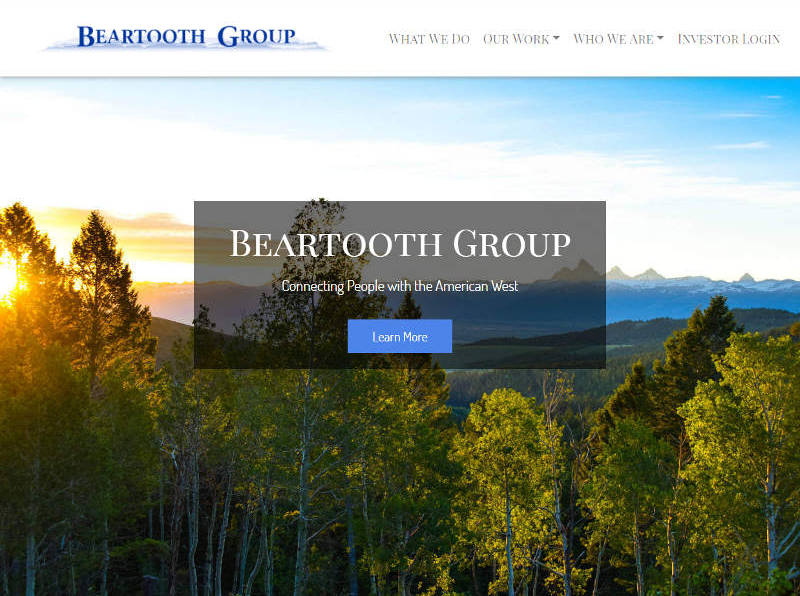 Beartooth Group
What We Do Our Work Who We Are Investor Login
Beartooth Group
Connecting People with the American West
Learn More